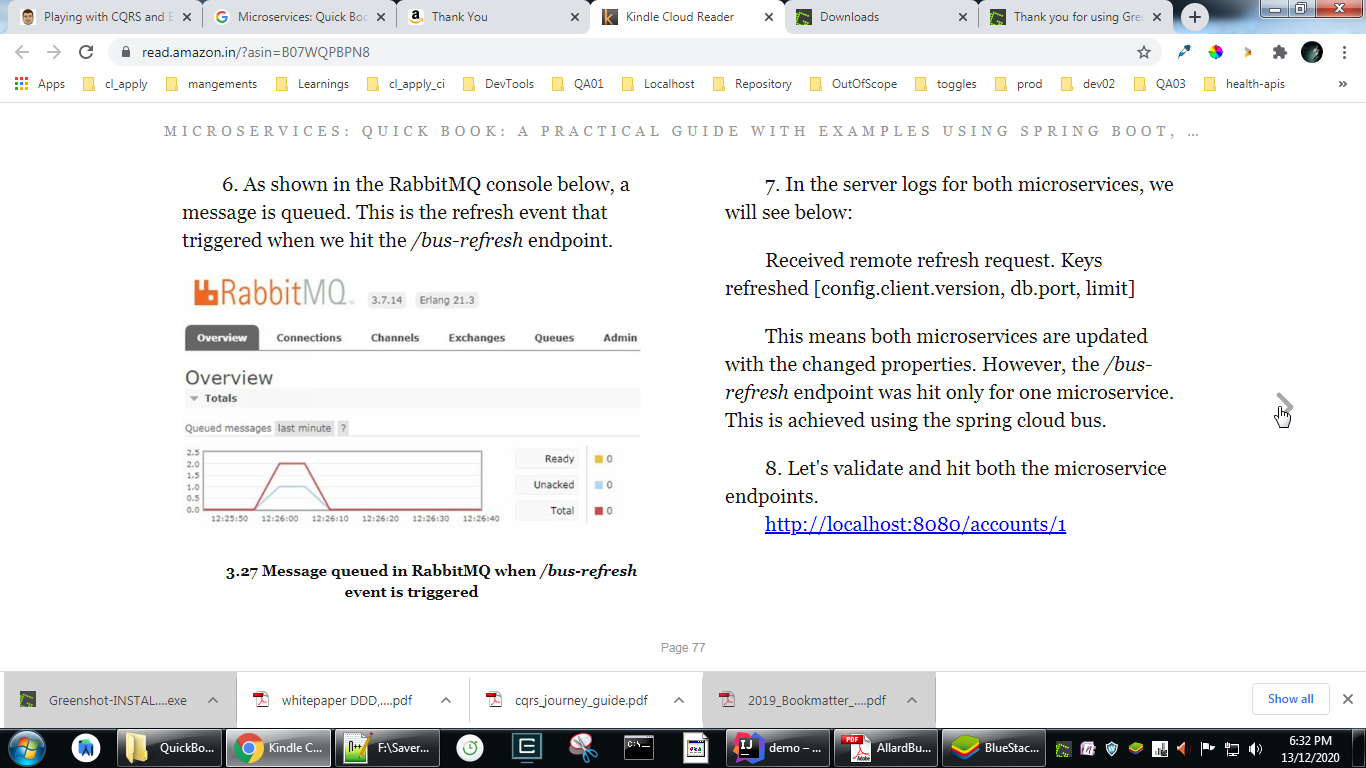 Playing with CQRS and E
Microservices: Quick Boo
Thank You
Kindle Cloud Reader
Downloads
Thank you for using Gre
read.amazon.in/?asin=B07WQPBPN8
Apps
cl_apply
mangements
Learnings
cl_apply_ci
DevTools
QA01
Localhost
Repository
OutOfScope
toggles
prod
dev02
QA03
health-apis
»
MICROSERVICES: QUICK BOOK: A PRACTICAL GUIDE WITH EXAMPLES USING SPRING BOOT, …
6. As shown in the RabbitMQ console below, a
message is queued. This is the refresh event that
triggered when we hit the /bus-refresh endpoint.
RabbitMQ 3.7.14 Erlang 21.3
Overview Connections Channels Exchanges Queues Admin
Overview
Totals
Queued messages last minute ?
2.5
2.0
1.5
1.0
0.5
0.0
12:25:50 12:26:00 12:26:10 12:26:20 12:26:30 12:26:40
Ready 0
Unacked 0
Total 0
3.27 Message queued in RabbitMQ when /bus-refresh
event is triggered
7. In the server logs for both microservices, we
will see below:
Received remote refresh request. Keys
refreshed [config.client.version, db.port, limit]
This means both microservices are updated
with the changed properties. However, the /bus-
refresh endpoint was hit only for one microservice.
This is achieved using the spring cloud bus.
8. Let's validate and hit both the microservice
endpoints.
http://localhost:8080/accounts/1
Page 77
Greenshot-INSTAL....exe
whitepaper DDD,....pdf
cqrs_journey_guide.pdf
2019_Bookmatter_....pdf
Show all
QuickBo...
Kindle C...
F:\Saver...
demo – ...
AllardBu...
BlueStac...
6:32 PM
13/12/2020